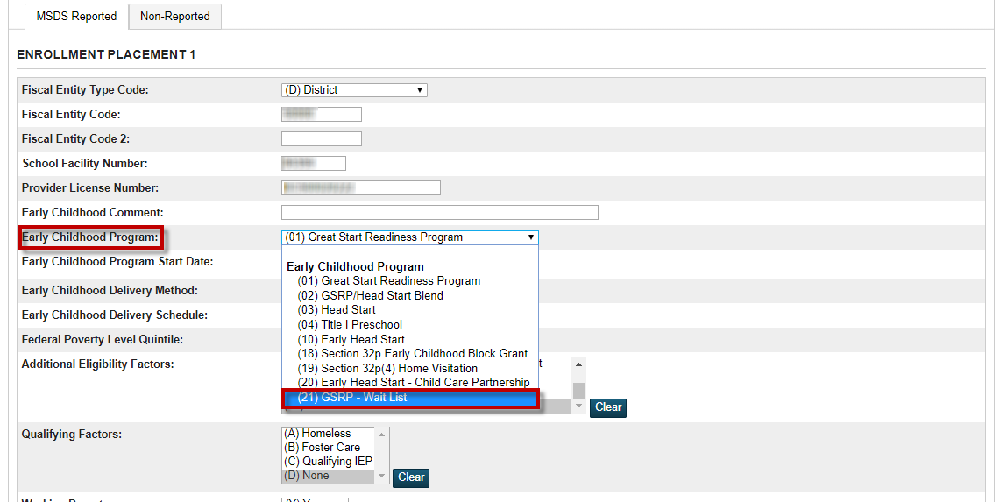 MSDS Reported
Non-Reported
ENROLLMENT PLACEMENT 1
Fiscal Entity Type Code:
(D) District
Fiscal Entity Code:
Fiscal Entity Code 2:
School Facility Number:
Provider License Number:
Early Childhood Comment:
Early Childhood Program:
(01) Great Start Readiness Program
Early Childhood Program
(01) Great Start Readiness Program
(02) GSRP/Head Start Blend
(03) Head Start
(04) Title I Preschool
(10) Early Head Start
(18) Section 32p Early Childhood Block Grant
(19) Section 32p(4) Home Visitation
(20) Early Head Start - Child Care Partnership
(21) GSRP - Wait List
Early Childhood Program Start Date:
Early Childhood Delivery Method:
Early Childhood Delivery Schedule:
Federal Poverty Level Quintile:
Additional Eligibility Factors:
Clear
Qualifying Factors:
(A) Homeless
(B) Foster Care
(C) Qualifying IEP
(D) None
Clear